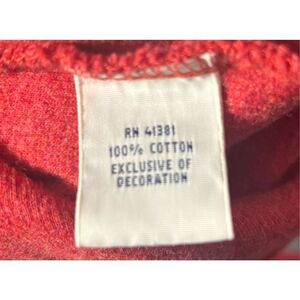 RN 41381
100% COTTON
EXCLUSIVE OF
DECORATION